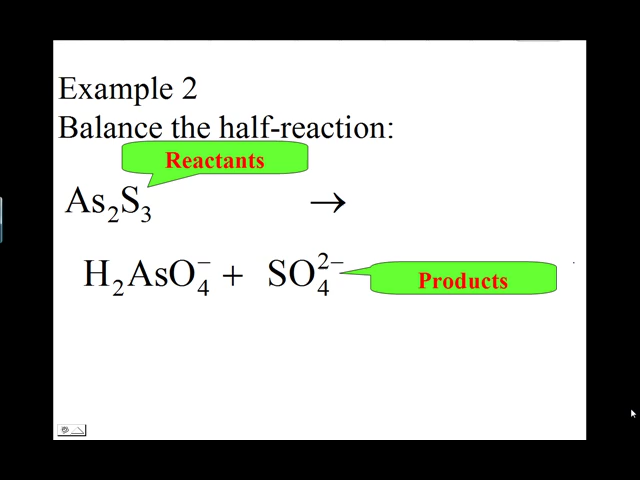 Example 2
Balance the half-reaction:
Reactants
As₂S₃ →
H₂AsO₄⁻ + SO₄²⁻
Products